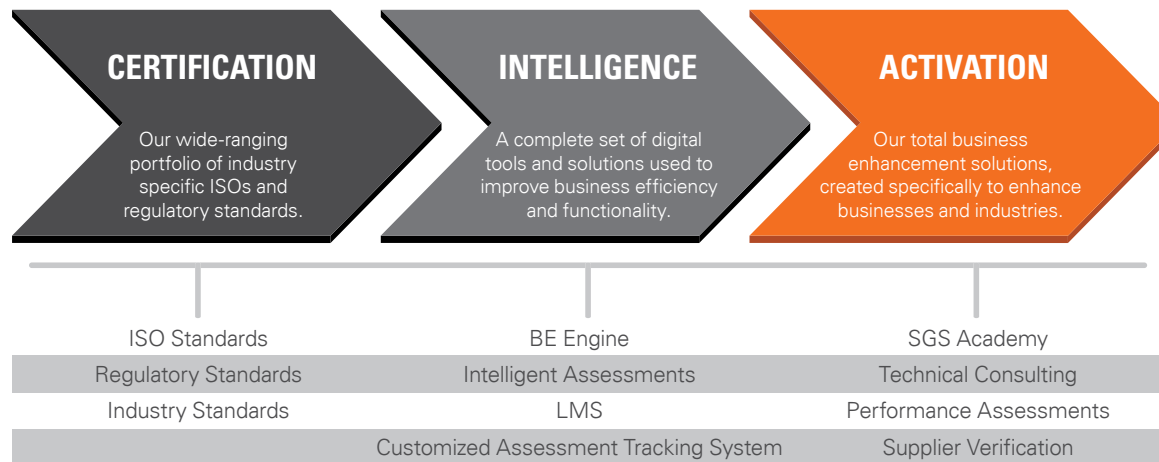 CERTIFICATION
Our wide-ranging
portfolio of industry
specific ISOs and
regulatory standards.
INTELLIGENCE
A complete set of digital
tools and solutions used to
improve business efficiency
and functionality.
ACTIVATION
Our total business
enhancement solutions,
created specifically to enhance
businesses and industries.
ISO Standards
BE Engine
SGS Academy
Regulatory Standards
Intelligent Assessments
Technical Consulting
Industry Standards
LMS
Performance Assessments
Customized Assessment Tracking System
Supplier Verification